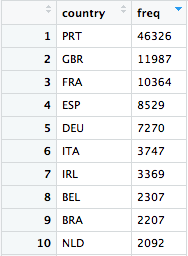 country freq
1 PRT 46326
2 GBR 11987
3 FRA 10364
4 ESP 8529
5 DEU 7270
6 ITA 3747
7 IRL 3369
8 BEL 2307
9 BRA 2207
10 NLD 2092